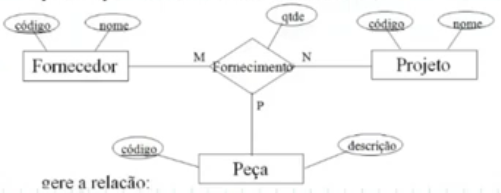 qtde
código nome código nome
Fornecedor M Fornecimento N Projeto
P
código descrição
Peça
gere a relação: